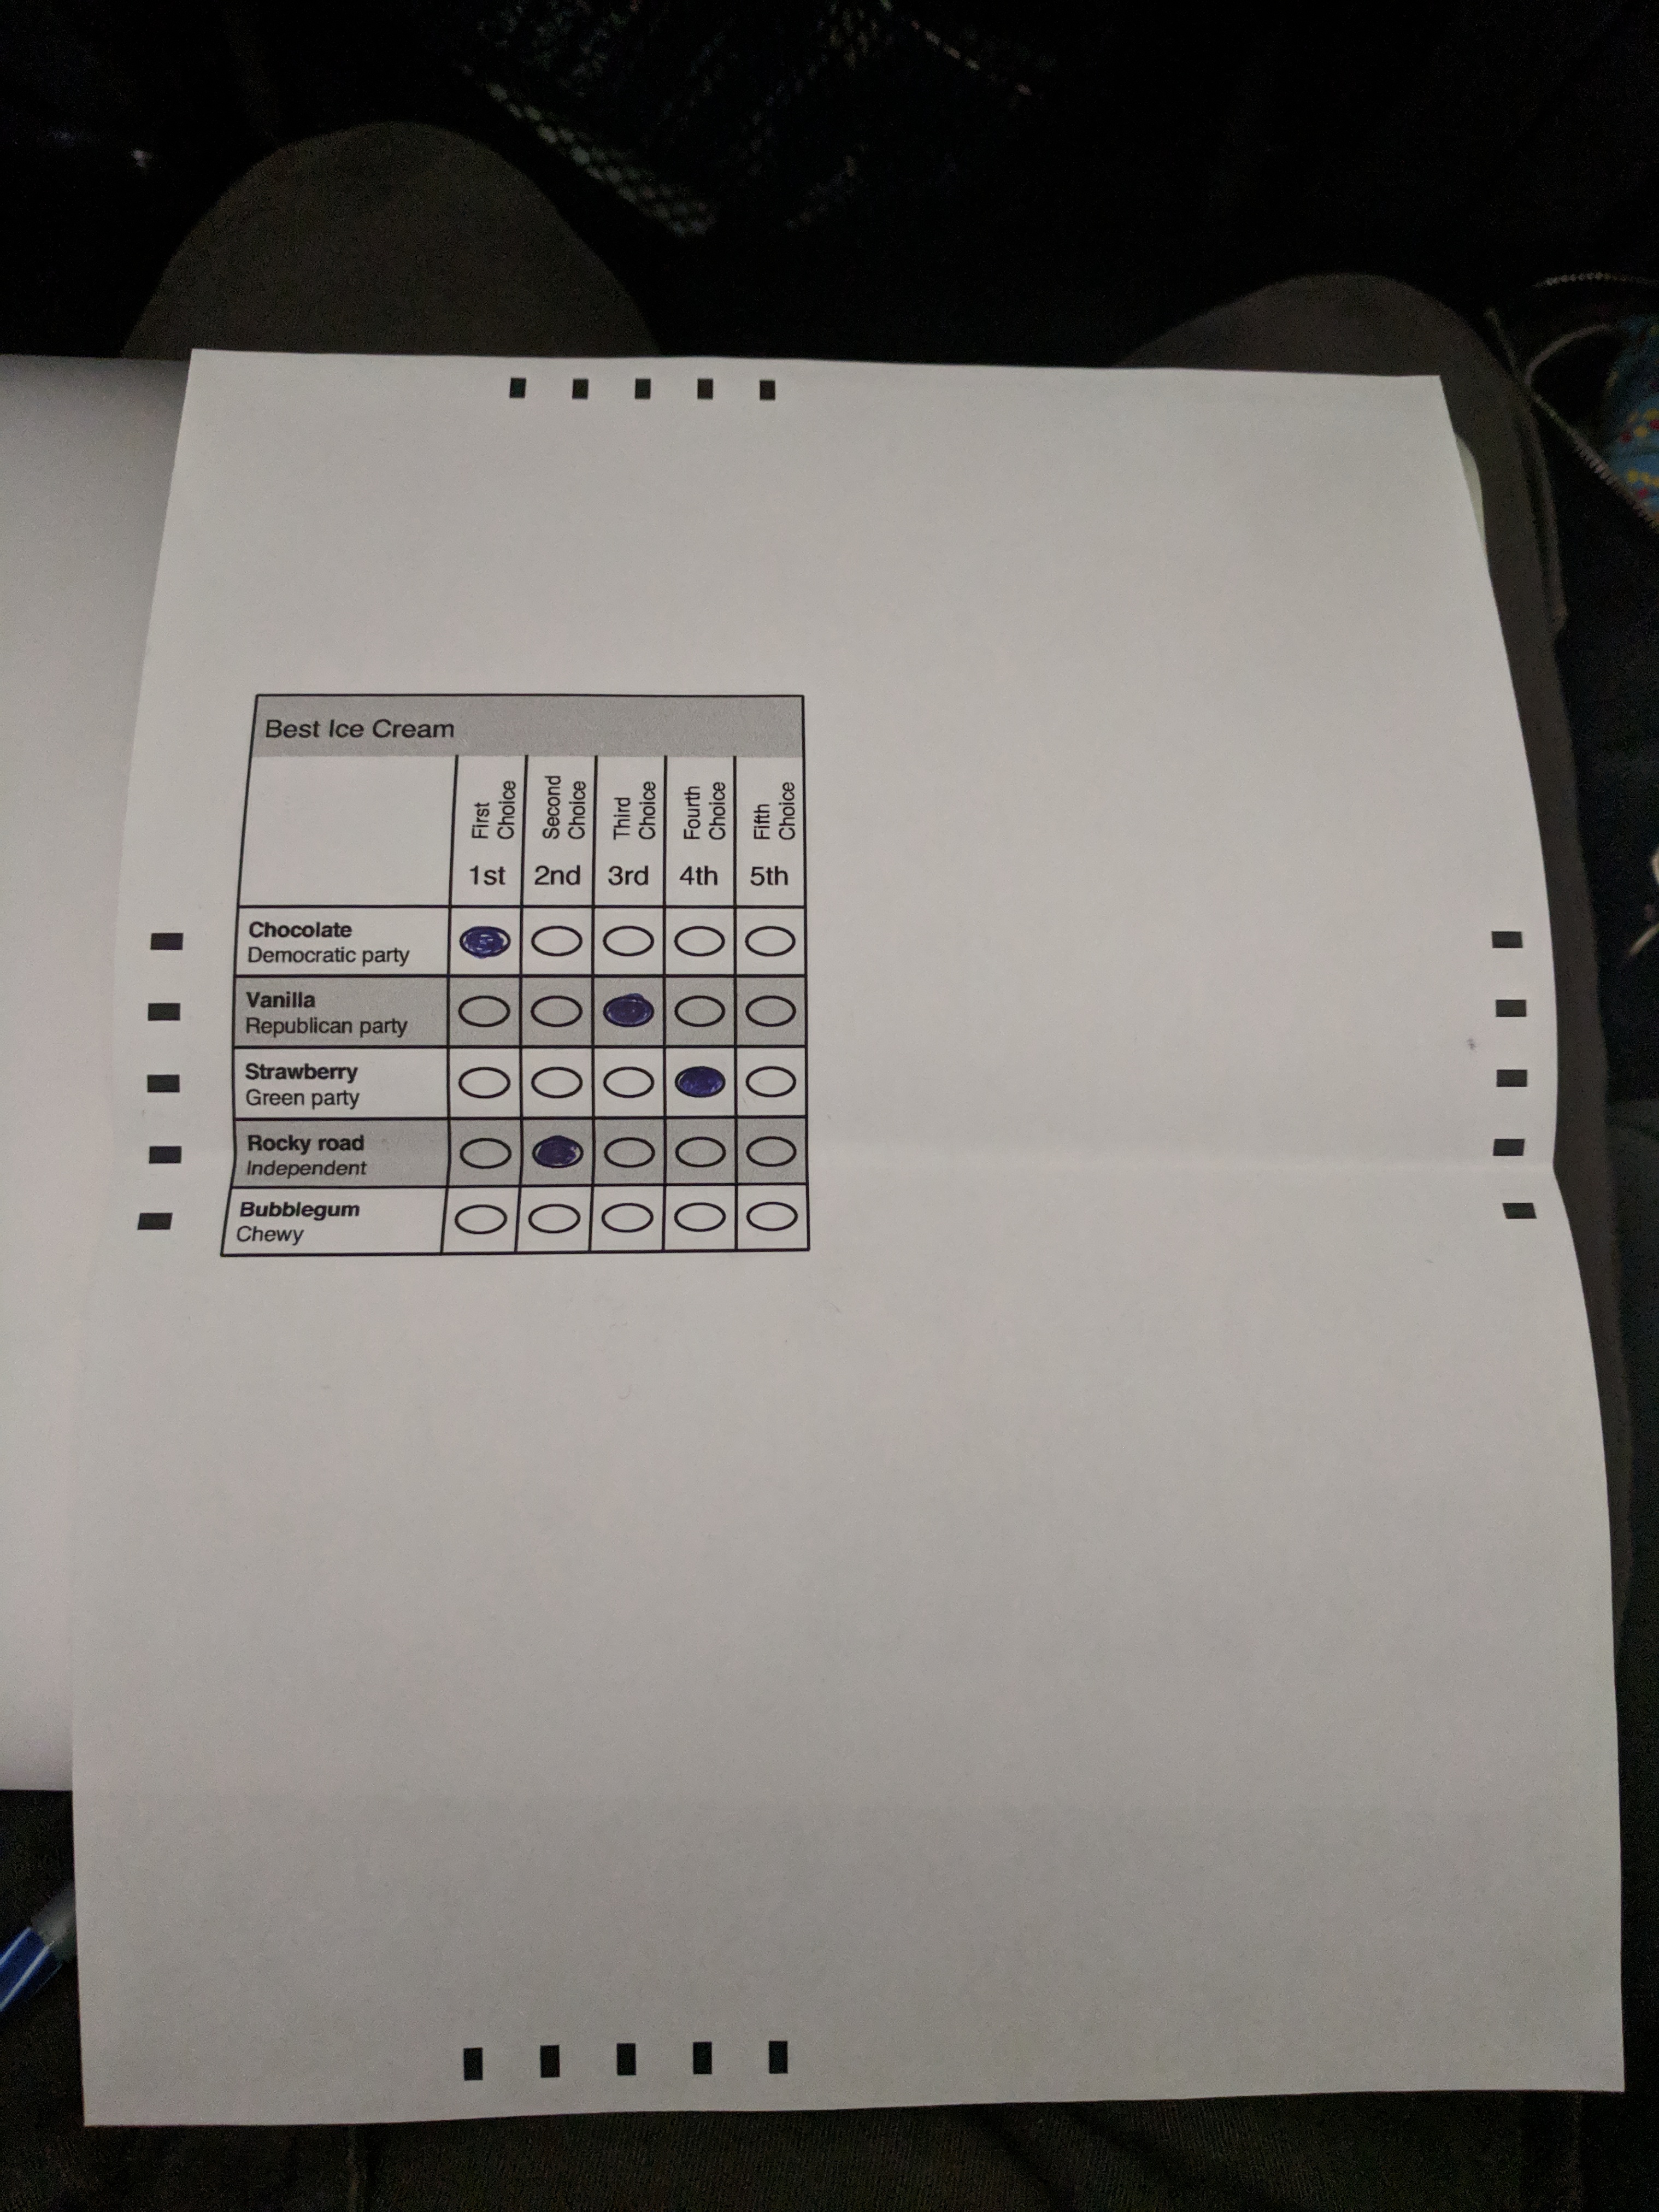 Best Ice Cream
First Choice
Second Choice
Third Choice
Fourth Choice
Fifth Choice
1st 2nd 3rd 4th 5th
Chocolate
Democratic party
Vanilla
Republican party
Strawberry
Green party
Rocky road
Independent
Bubblegum
Chewy